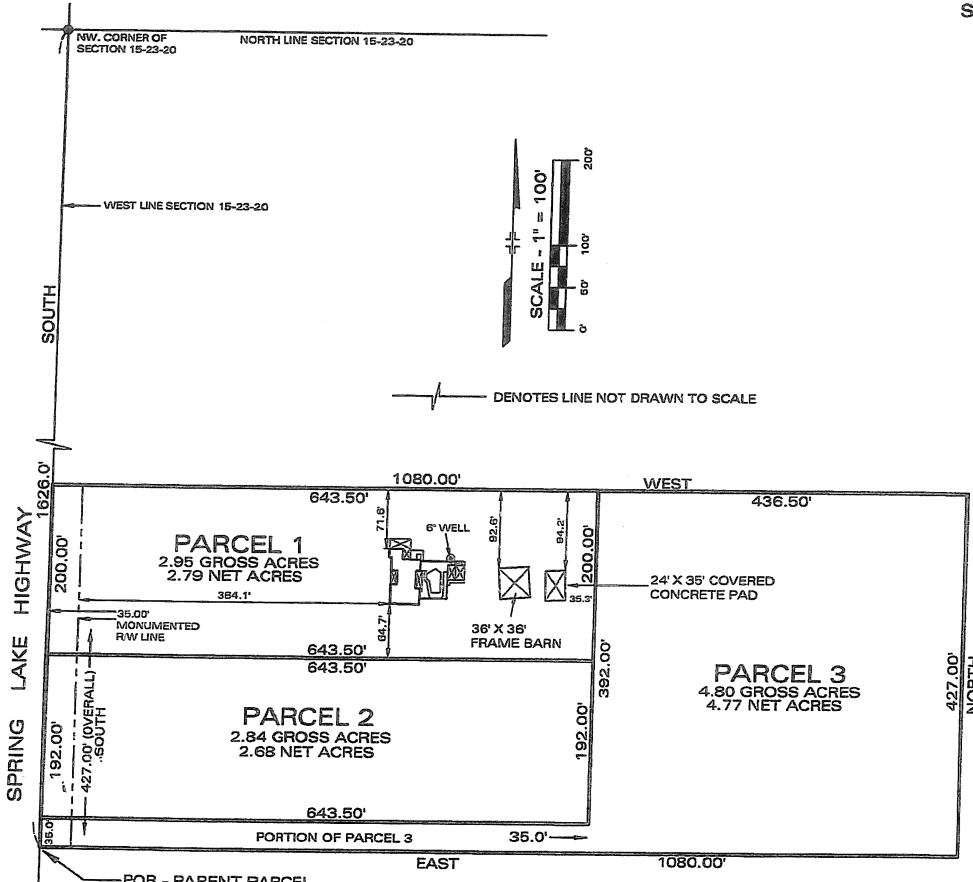 S
NW. CORNER OF
SECTION 15-23-20
NORTH LINE SECTION 15-23-20
WEST LINE SECTION 15-23-20
SOUTH
SCALE - 1" = 100'
0'
50'
100'
200'
DENOTES LINE NOT DRAWN TO SCALE
1626.0'
1080.00'
WEST
643.50'
436.50'
SPRING LAKE HIGHWAY
200.00'
PARCEL 1
2.95 GROSS ACRES
2.79 NET ACRES
384.1'
71.6'
6" WELL
92.6'
94.2'
200.00'
35.3'
24' X 35' COVERED
CONCRETE PAD
36' X 36'
FRAME BARN
35.00'
MONUMENTED
R/W LINE
64.7'
643.50'
643.50'
392.00'
PARCEL 3
4.80 GROSS ACRES
4.77 NET ACRES
427.00'
NORTH
192.00'
427.00' (OVERALL)
SOUTH
PARCEL 2
2.84 GROSS ACRES
2.68 NET ACRES
192.00'
643.50'
35.0'
PORTION OF PARCEL 3
35.0'
EAST
1080.00'
POB - PARENT PARCEL